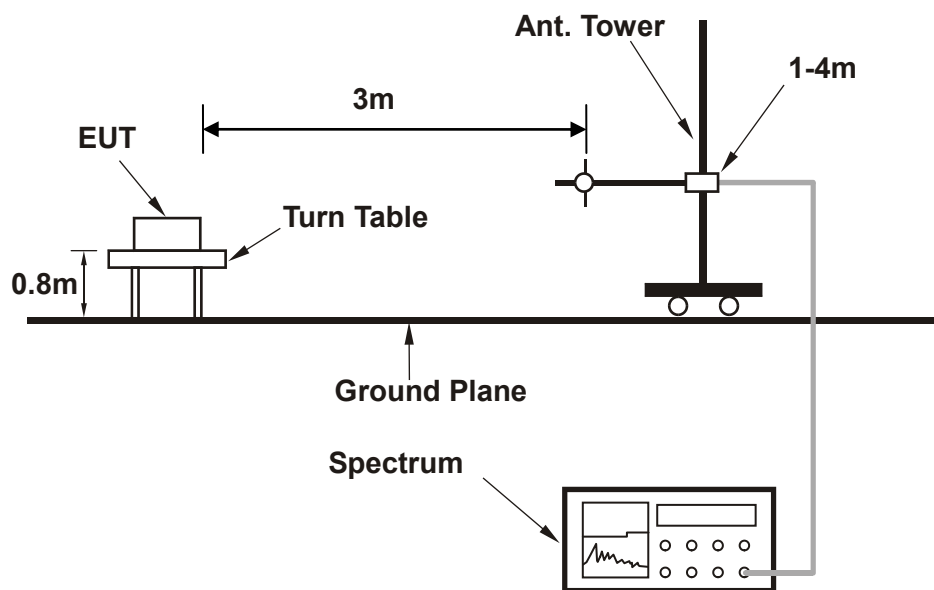 Ant. Tower
1-4m
3m
EUT
Turn Table
0.8m
Ground Plane
Spectrum